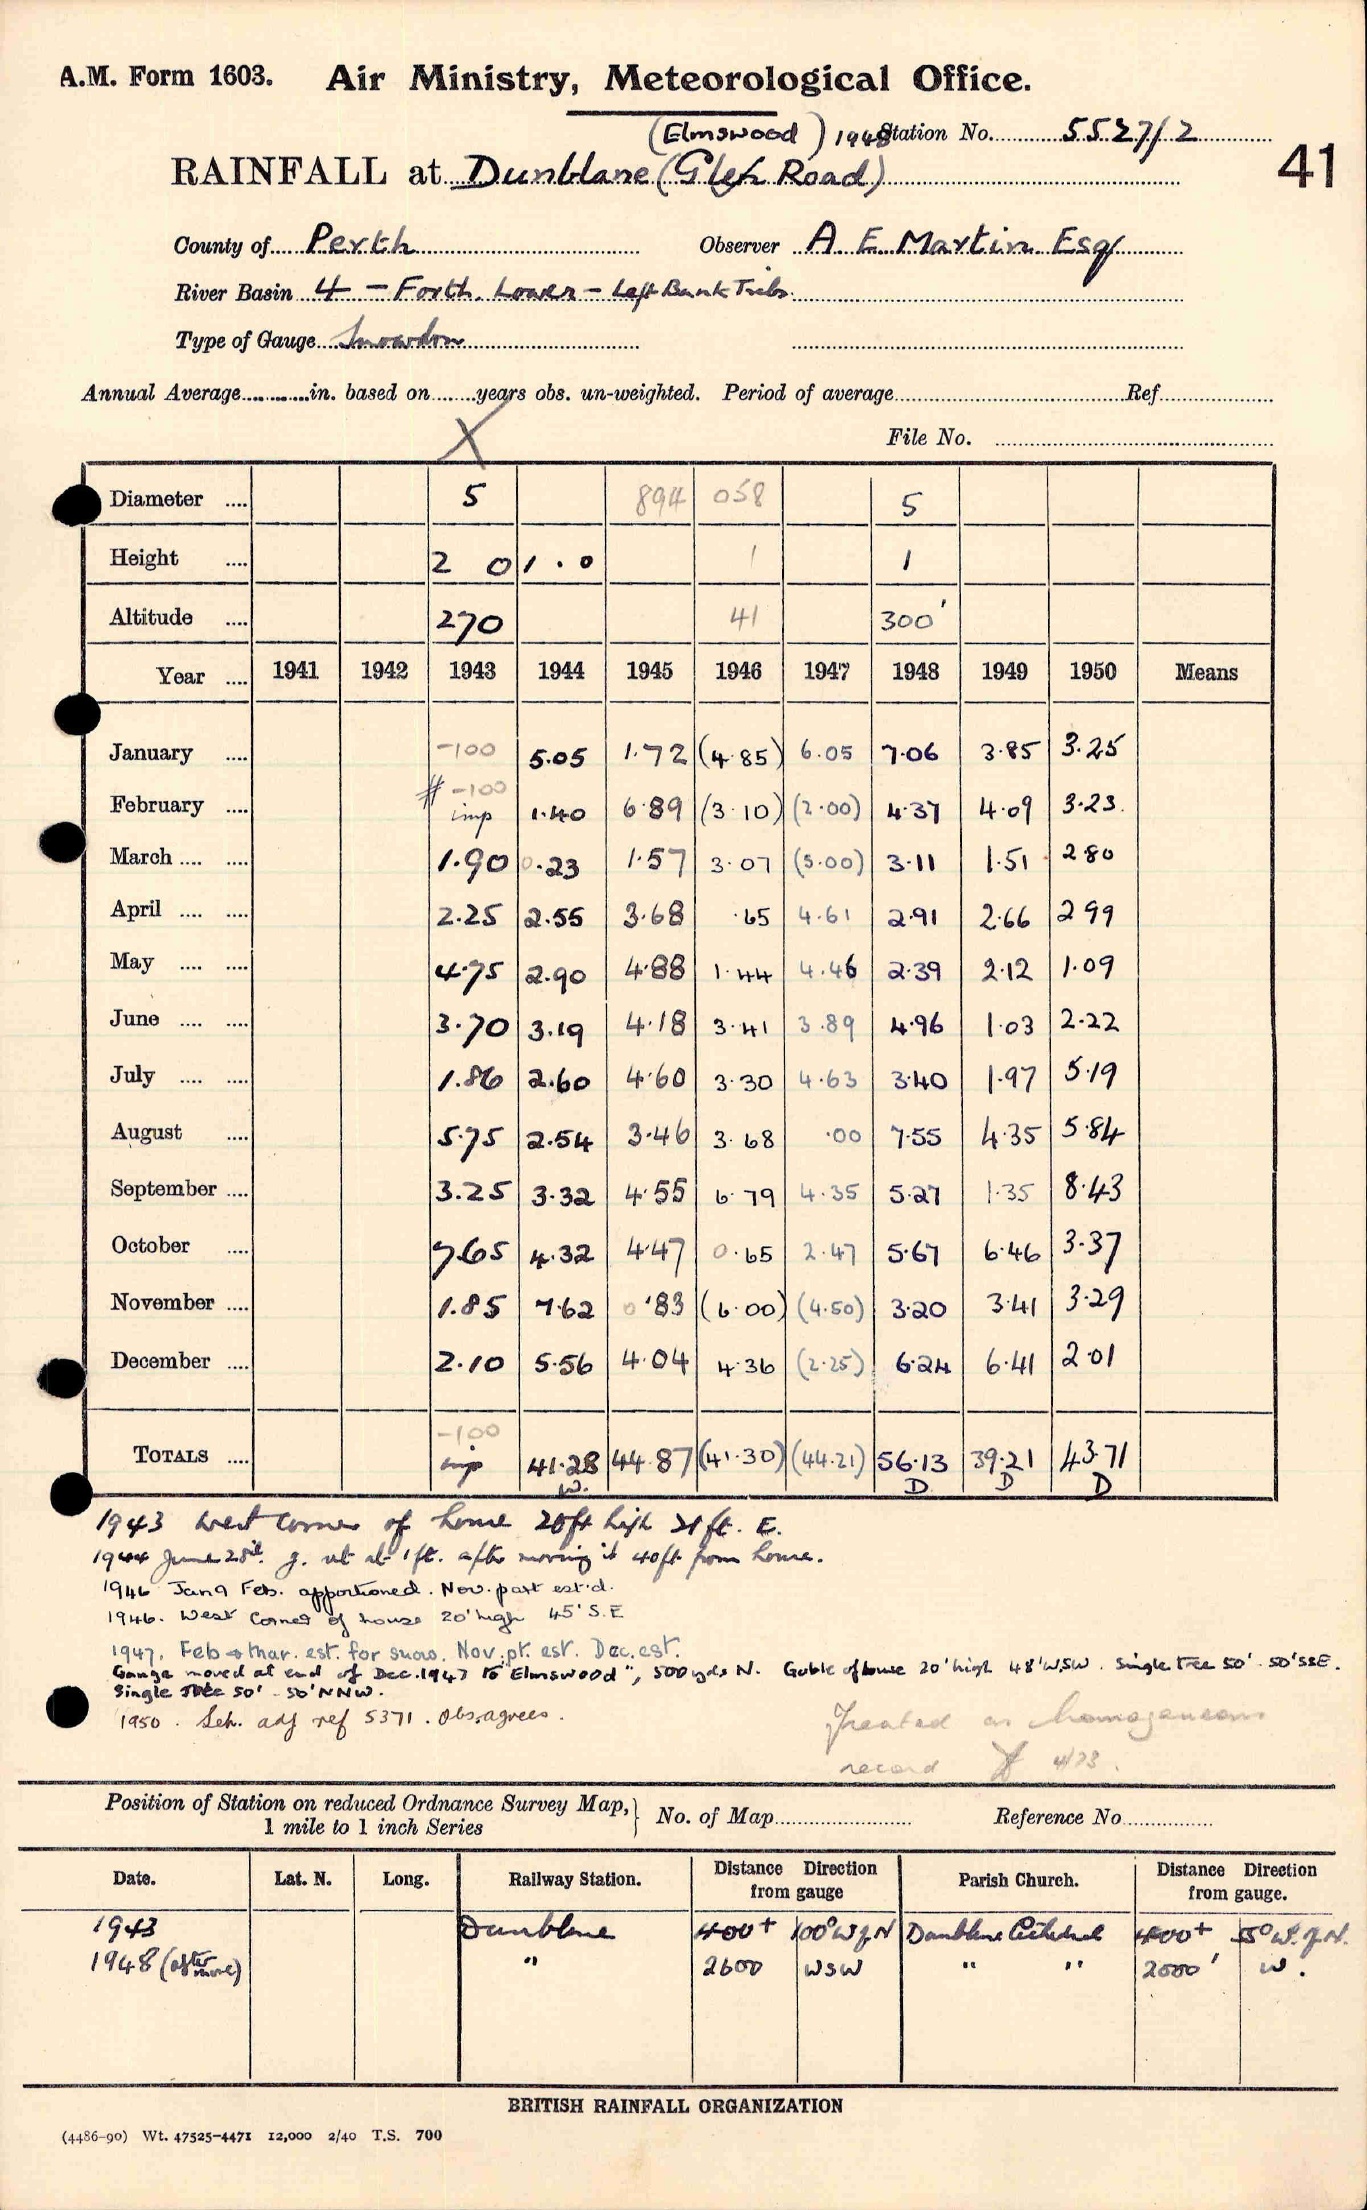 A.M. Form 1603. Air Ministry, Meteorological Office.
(Elmswood) 1948 Station No. 5527/2
41
RAINFALL at Dunblane (Glen Road)
County of Perth Observer A E Martin Esq
River Basin 4 - Forth. Lower - Left Bank Tribs.
Type of Gauge Snowdon
Annual Average in. based on years obs. un-weighted. Period of average Ref
X
File No.
Diameter 5 894 058 5
Height 2 0 1.0 1 1
Altitude 270 41 300'
Year 1941 1942 1943 1944 1945 1946 1947 1948 1949 1950 Means
January -100 5.05 1.72 (4.85) 6.05 7.06 3.85 3.25
February # -100 imp 1.40 6.89 (3.10) (2.00) 4.37 4.09 3.23
March 1.90 0.23 1.57 3.07 (5.00) 3.11 1.51 2.80
April 2.25 2.55 3.68 .65 4.61 2.91 2.66 2.99
May 4.75 2.90 4.88 1.44 4.46 2.39 2.12 1.09
June 3.70 3.19 4.18 3.41 3.89 4.96 1.03 2.22
July 1.86 2.60 4.60 3.30 4.63 3.40 1.97 5.19
August 5.75 2.54 3.46 3.68 .00 7.55 4.35 5.84
September 3.25 3.32 4.55 6.79 4.35 5.27 1.35 8.43
October 7.65 4.32 4.47 0.65 2.47 5.67 6.46 3.37
November 1.85 7.62 0.83 (6.00) (4.50) 3.20 3.41 3.29
December 2.10 5.56 4.04 4.36 (2.25) 6.24 6.41 2.01
TOTALS -100 imp 41.28 44.87 (41.30) (44.21) 56.13 39.21 43.71
W. D D D
1943 West corner of house 20ft high 21ft. E.
1944 June 28th. g. set at 1ft. after moving it 40ft from house.
1946 Jan & Feb. apportioned. Nov. part est'd.
1946. West Corner of house 20' high 45' S.E
1947. Feb → Mar. est. for snow. Nov. pt. est. Dec. est.
Gauge moved at end of Dec. 1947 to "Elmswood", 500 yds N. Gable of house 20' high 48' WSW. Single tree 50' - 50' SSE.
Single tree 50' - 50' NNW.
1950. Sch. adj ref 5371. Obs. agrees.
Treated as homogeneous
record 4/73.
Position of Station on reduced Ordnance Survey Map, 1 mile to 1 inch Series } No. of Map Reference No
Date. Lat. N. Long. Railway Station. Distance Direction from gauge Parish Church. Distance Direction from gauge.
1943 Dunblane 400+ 100° W of N Dunblane Cathedral 400+ 55° W. of N.
1948 (after move) " 2600 WSW " " 2000' W.
BRITISH RAINFALL ORGANIZATION
(4486-90) Wt. 47525-4471 12,000 2/40 T.S. 700